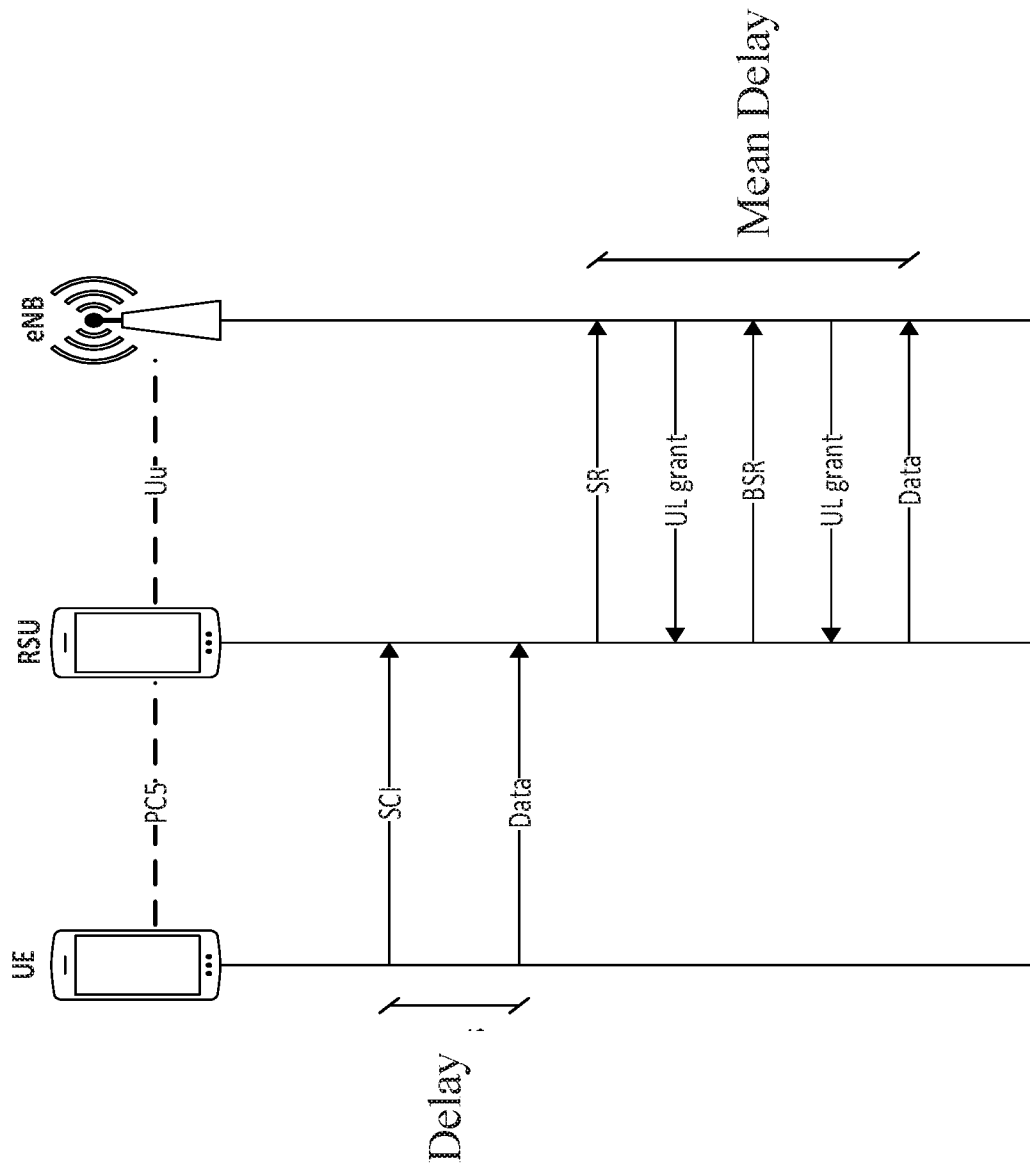 UE
RSU
eNB
PC5
Uu
SCI
Data
Delay
SR
UL grant
BSR
UL grant
Data
Mean Delay